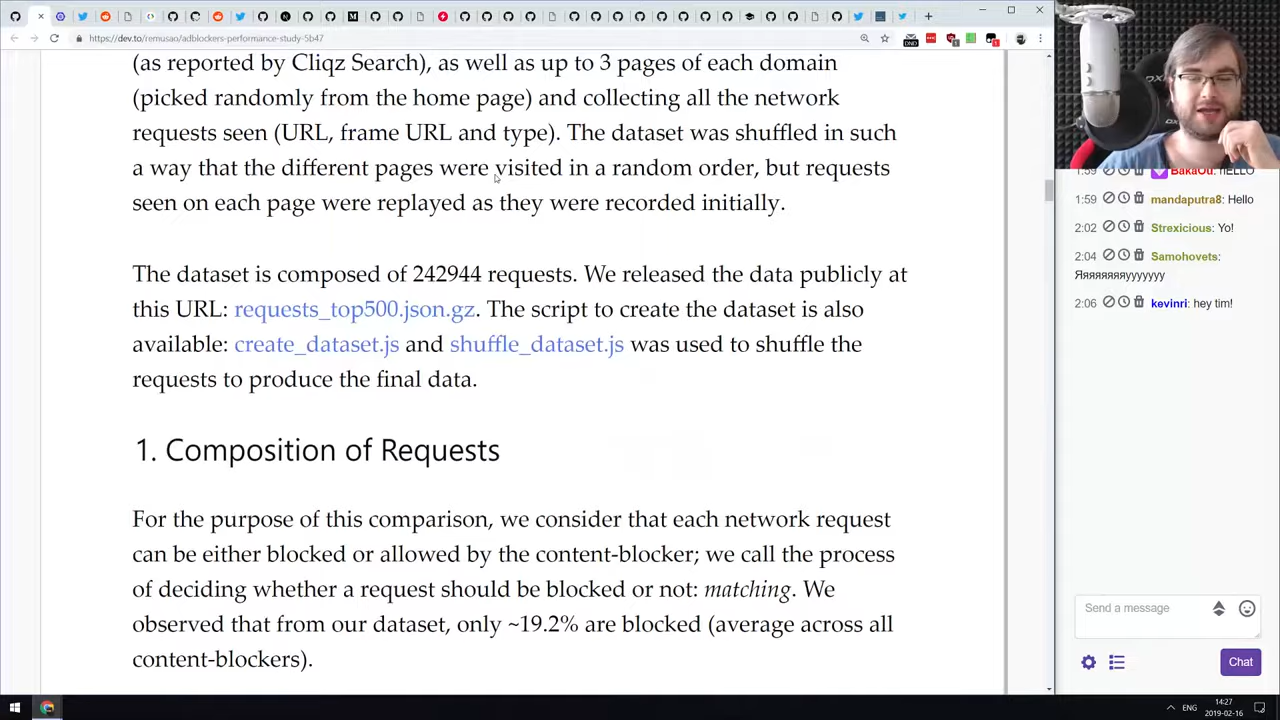 https://dev.to/remusao/adblockers-performance-study-5b47
(as reported by Cliqz Search), as well as up to 3 pages of each domain
(picked randomly from the home page) and collecting all the network
requests seen (URL, frame URL and type). The dataset was shuffled in such
a way that the different pages were visited in a random order, but requests
seen on each page were replayed as they were recorded initially.
The dataset is composed of 242944 requests. We released the data publicly at
this URL: requests_top500.json.gz. The script to create the dataset is also
available: create_dataset.js and shuffle_dataset.js was used to shuffle the
requests to produce the final data.
1. Composition of Requests
For the purpose of this comparison, we consider that each network request
can be either blocked or allowed by the content-blocker; we call the process
of deciding whether a request should be blocked or not: matching. We
observed that from our dataset, only ~19.2% are blocked (average across all
content-blockers).
1:59 BakaOu: hELLO
1:59 mandaputra8: Hello
2:02 Strexicious: Yo!
2:04 Samohovets:
Яяяяяяяяууууууу
2:06 kevinri: hey tim!
Send a message
Chat
ENG
14:27
2019-02-16